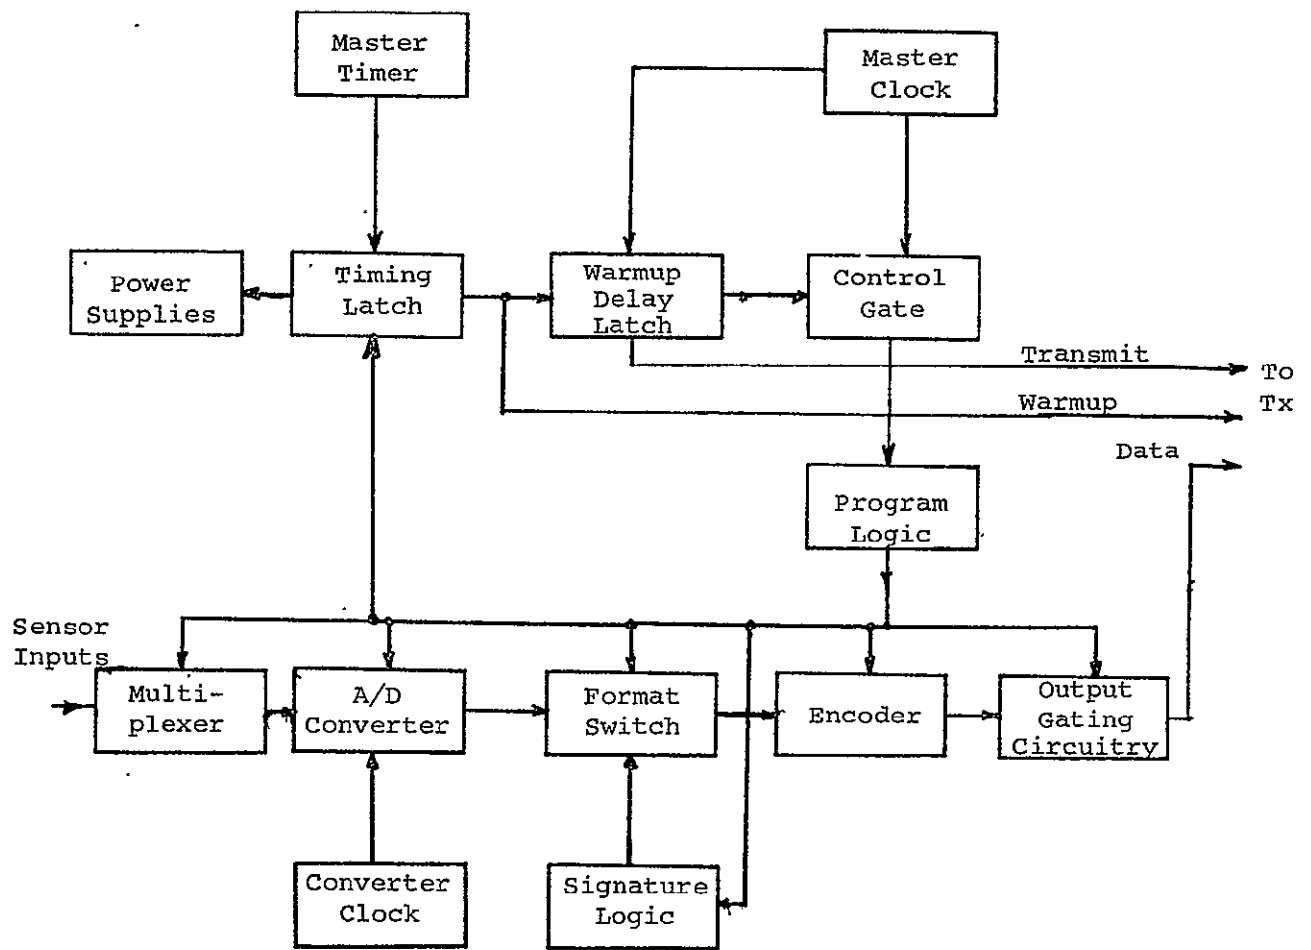 Master
Timer
Master
Clock
Power
Supplies
Timing
Latch
Warmup
Delay
Latch
Control
Gate
Transmit
Warmup
To
Tx
Data
Program
Logic
Sensor
Inputs
Multi-
plexer
A/D
Converter
Format
Switch
Encoder
Output
Gating
Circuitry
Converter
Clock
Signature
Logic